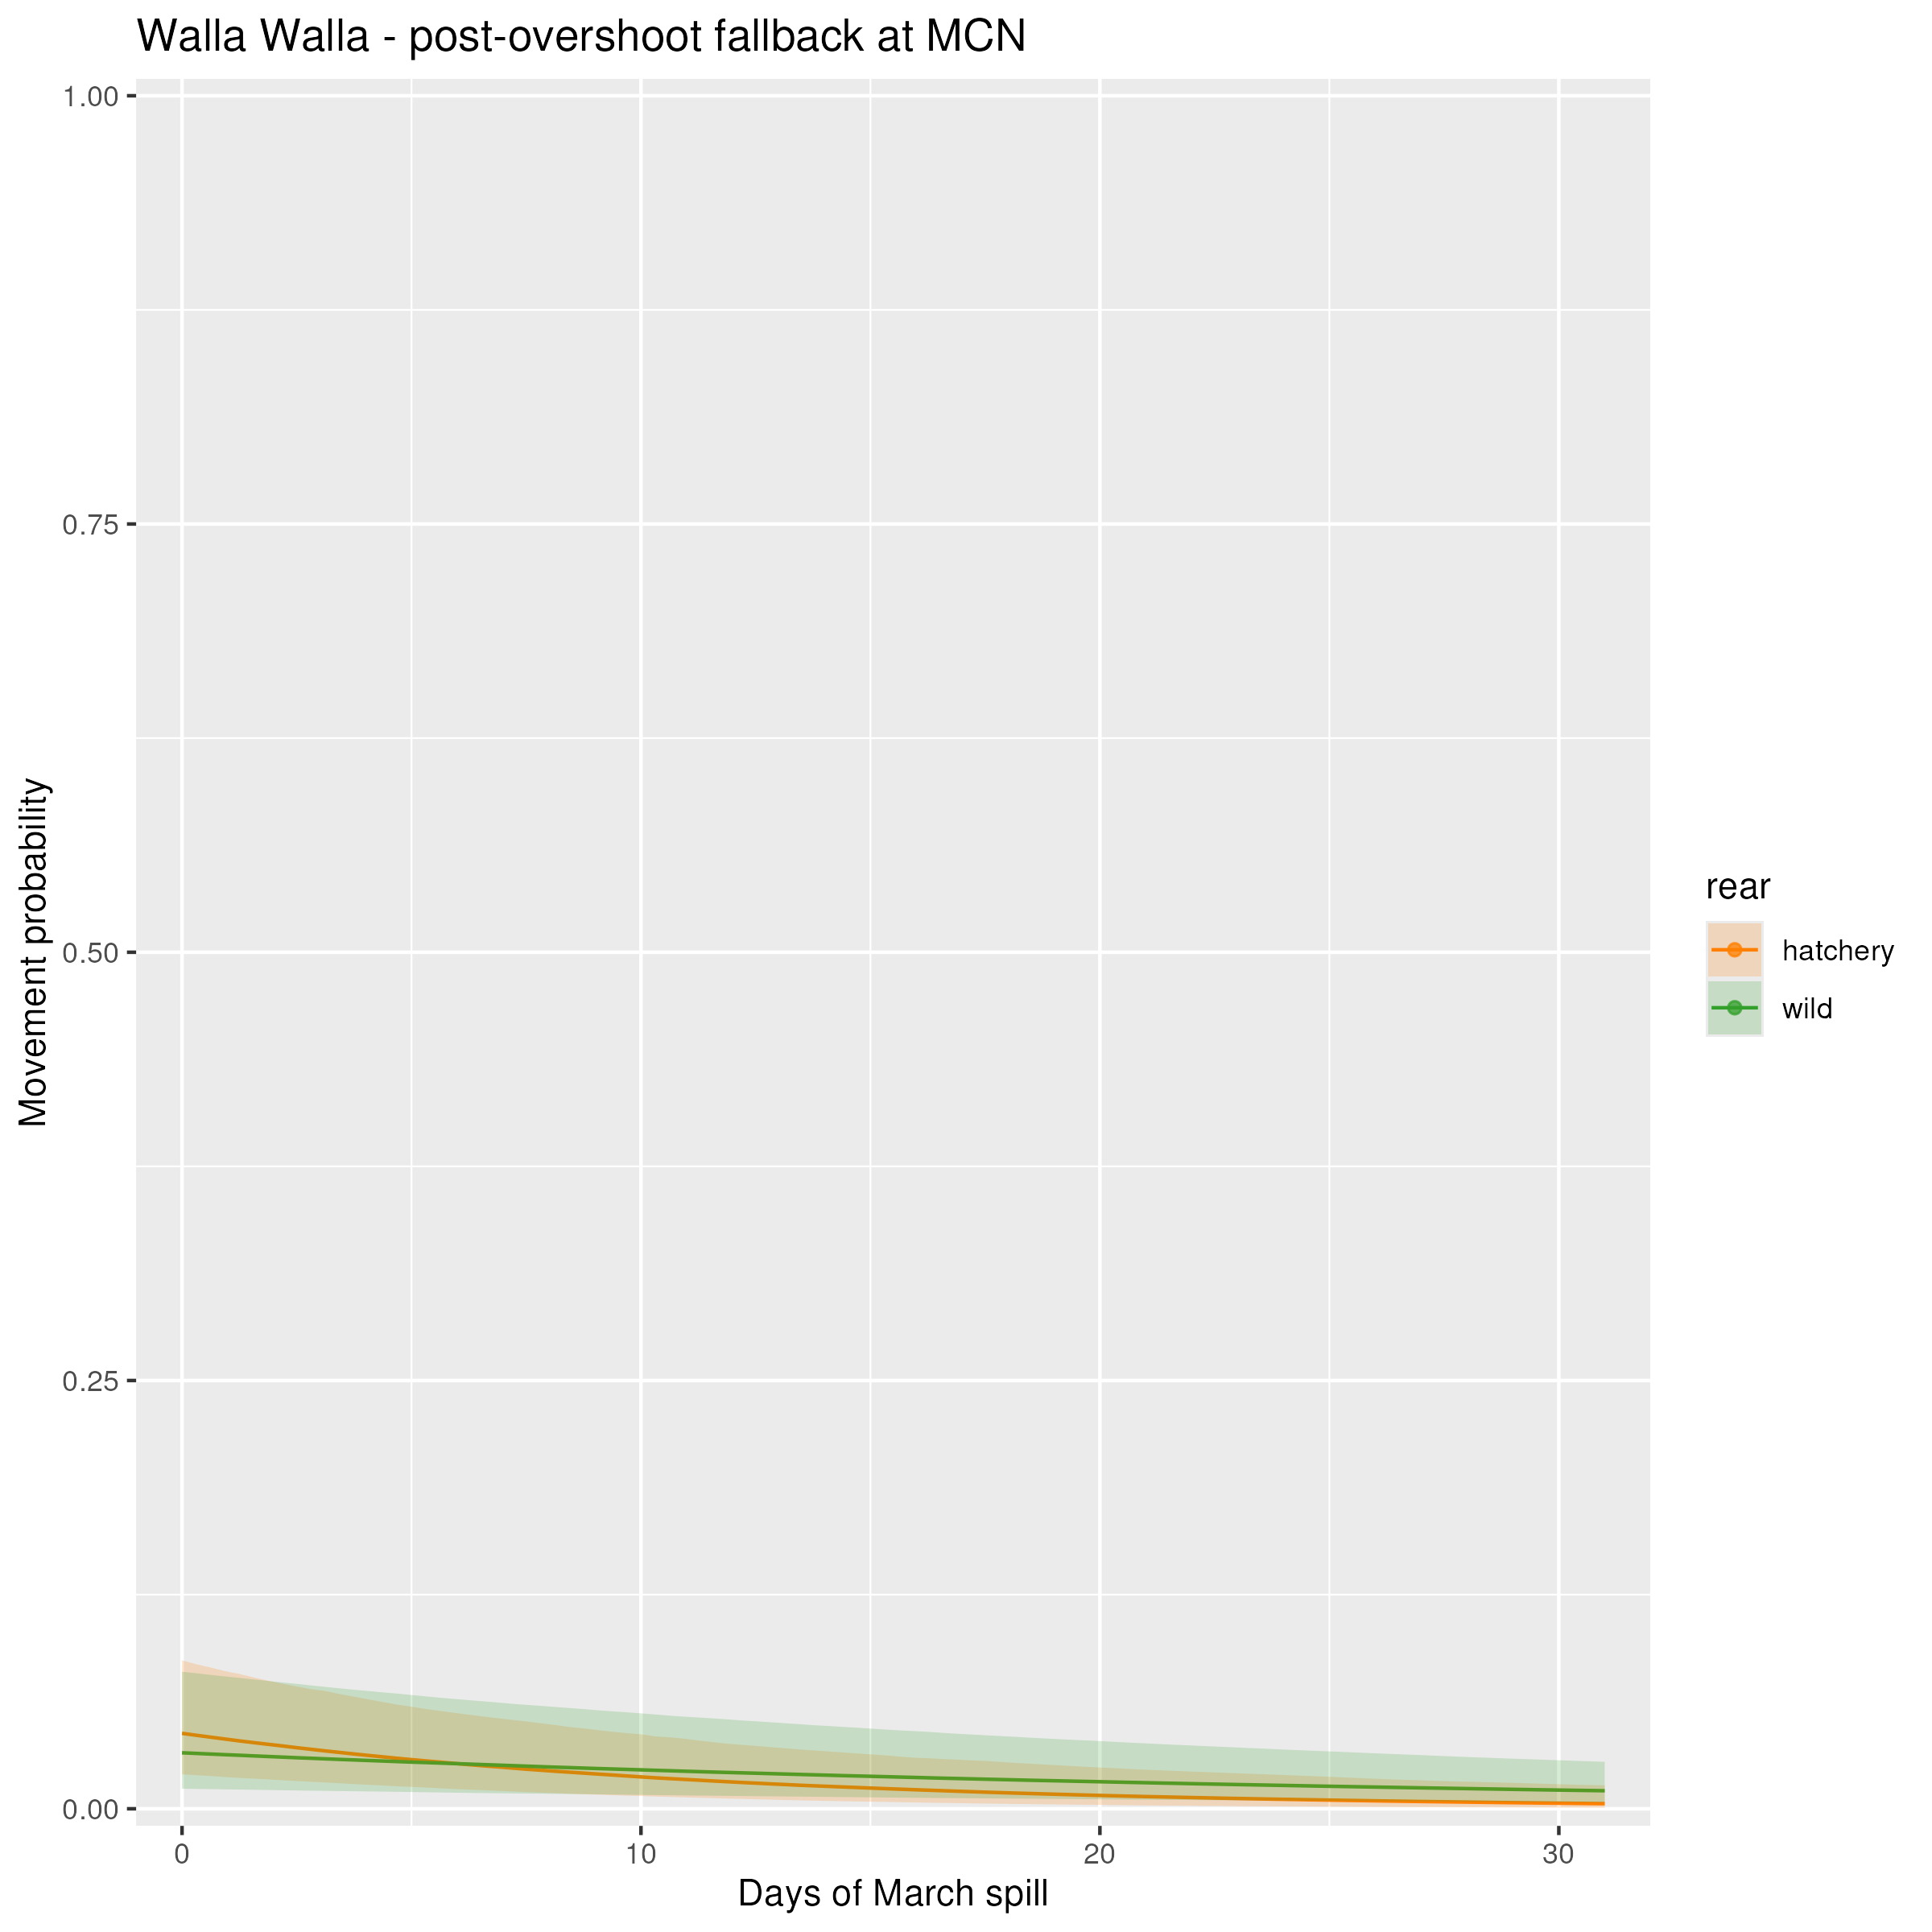 Walla Walla - post-overshoot fallback at MCN
Movement probability
1.00
0.75
0.50
0.25
0.00
0
10
20
30
Days of March spill
rear
hatchery
wild